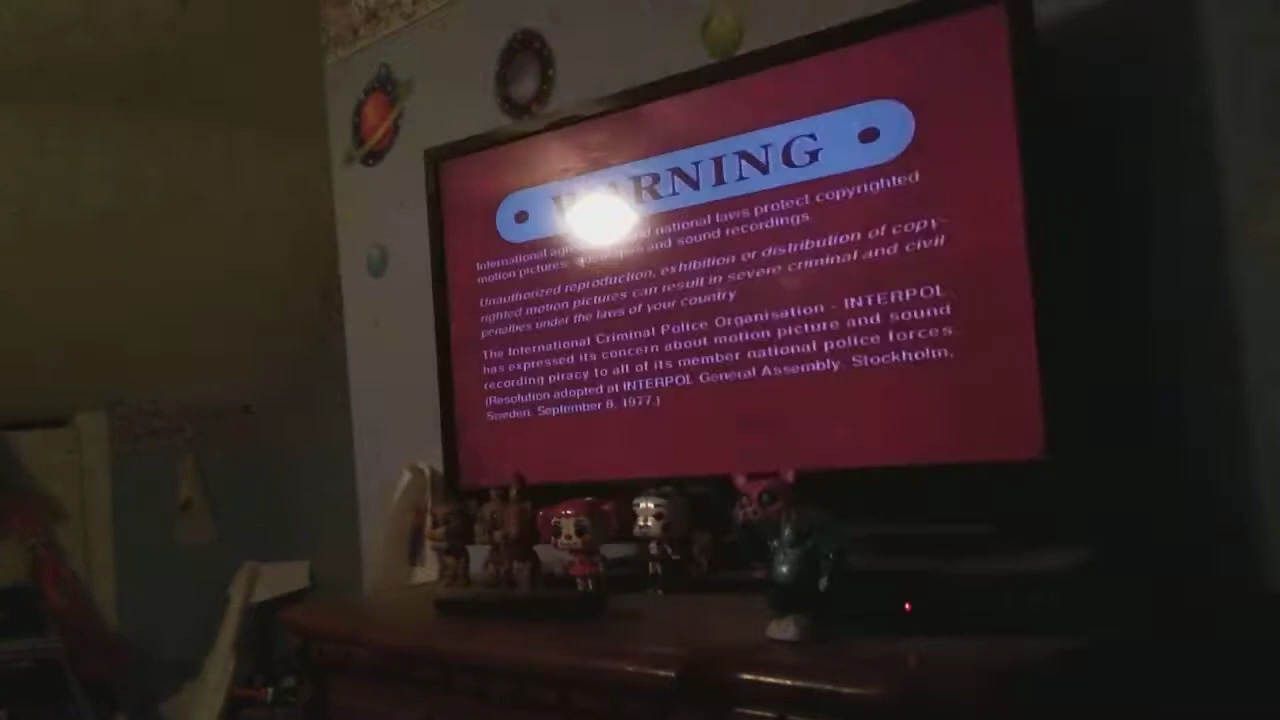 WARNING
International agreements and national laws protect copyrighted
motion pictures, and sound recordings.
Unauthorized reproduction, exhibition or distribution of copy-
righted motion pictures can result in severe criminal and civil
penalties under the laws of your country
The International Criminal Police Organisation - INTERPOL,
has expressed its concern about motion picture and sound
recording piracy to all of its member national police forces.
(Resolution adopted at INTERPOL General Assembly, Stockholm,
Sweden, September 8, 1977.)